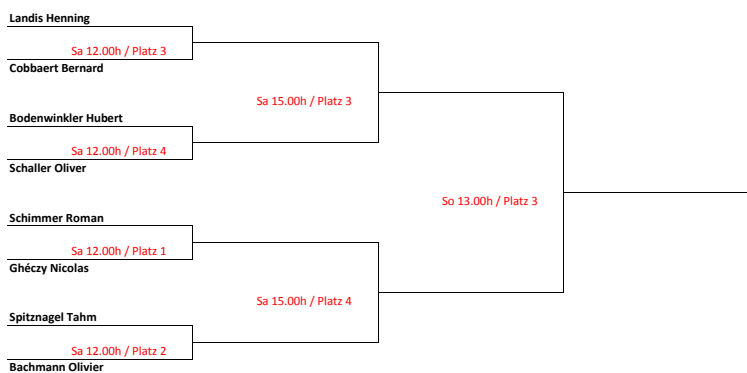 Landis Henning
Sa 12.00h / Platz 3
Cobbaert Bernard
Sa 15.00h / Platz 3
Bodenwinkler Hubert
Sa 12.00h / Platz 4
Schaller Oliver
So 13.00h / Platz 3
Schimmer Roman
Sa 12.00h / Platz 1
Ghéczy Nicolas
Sa 15.00h / Platz 4
Spitznagel Tahm
Sa 12.00h / Platz 2
Bachmann Olivier